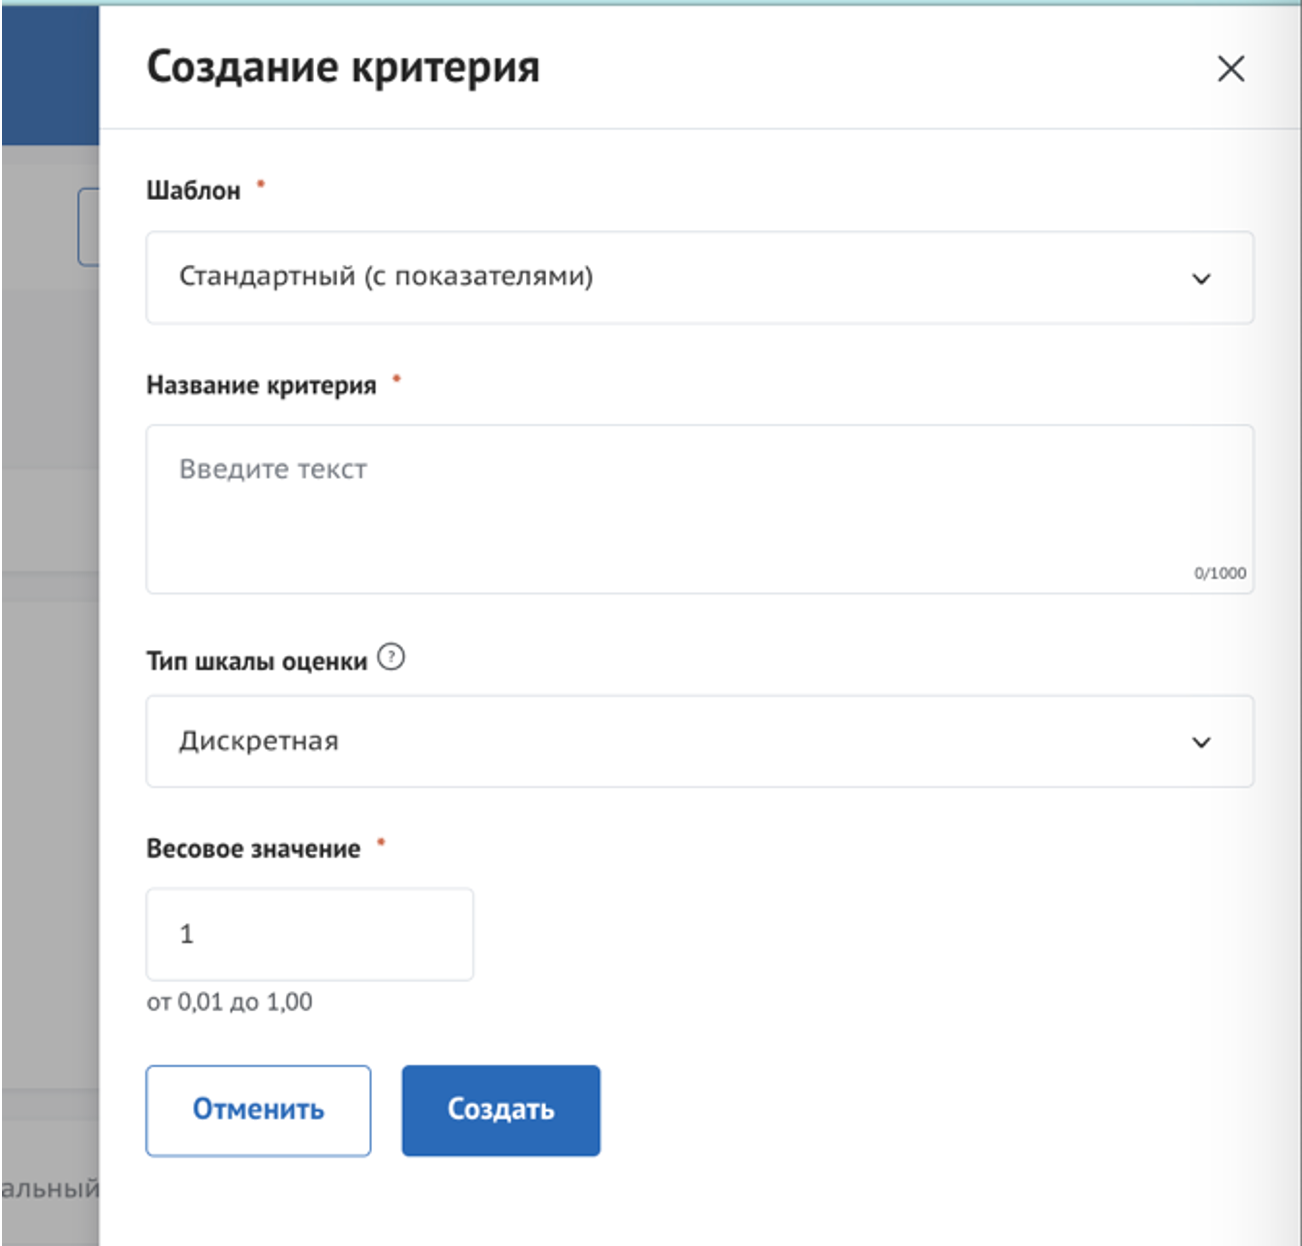 Создание критерия
Шаблон *
Стандартный (с показателями)
Название критерия *
Введите текст
0/1000
Тип шкалы оценки ?
Дискретная
Весовое значение *
1
от 0,01 до 1,00
Отменить Создать
альный